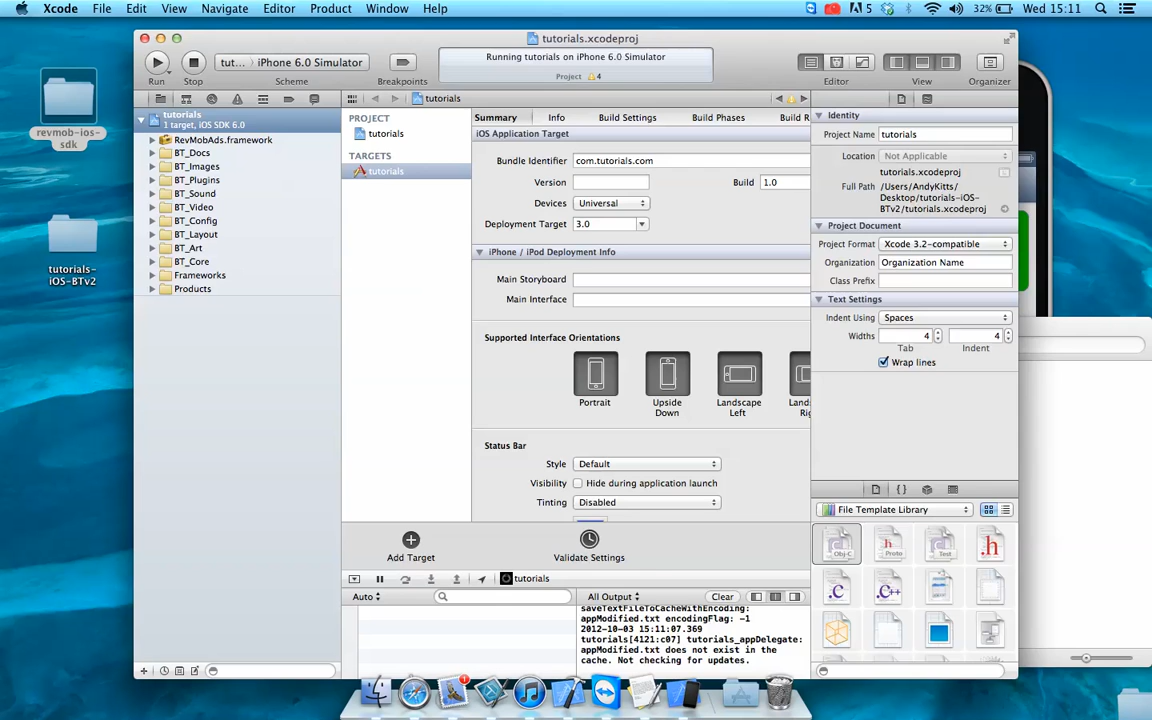 Xcode File Edit View Navigate Editor Product Window Help
5 32% Wed 15:11
tutorials.xcodeproj
tut... iPhone 6.0 Simulator
Running tutorials on iPhone 6.0 Simulator
Project 4
Run Stop Scheme Breakpoints Editor View Organizer
revmob-ios-
sdk
tutorials-
iOS-BTv2
tutorials
1 target, iOS SDK 6.0
RevMobAds.framework
BT_Docs
BT_Images
BT_Plugins
BT_Sound
BT_Video
BT_Config
BT_Layout
BT_Art
BT_Core
Frameworks
Products
tutorials
PROJECT
tutorials
TARGETS
tutorials
Summary Info Build Settings Build Phases Build R
iOS Application Target
Bundle Identifier com.tutorials.com
Version Build 1.0
Devices Universal
Deployment Target 3.0
iPhone / iPod Deployment Info
Main Storyboard
Main Interface
Supported Interface Orientations
Portrait
Upside
Down
Landscape
Left
Lands
Rig
Status Bar
Style Default
Visibility Hide during application launch
Tinting Disabled
Add Target Validate Settings
tutorials
Auto All Output Clear
saveTextFileToCacheWithEncoding:
appModified.txt encodingFlag: -1
2012-10-03 15:11:07.369
tutorials[4121:c07] tutorials_appDelegate:
appModified.txt does not exist in the
cache. Not checking for updates.
Identity
Project Name tutorials
Location Not Applicable
tutorials.xcodeproj
Full Path /Users/AndyKitts/
Desktop/tutorials-iOS-
BTv2/tutorials.xcodeproj
Project Document
Project Format Xcode 3.2-compatible
Organization Organization Name
Class Prefix
Text Settings
Indent Using Spaces
Widths 4 4
Tab Indent
Wrap lines
{ }
File Template Library
Obj-C Proto Test .h
.c C++
1